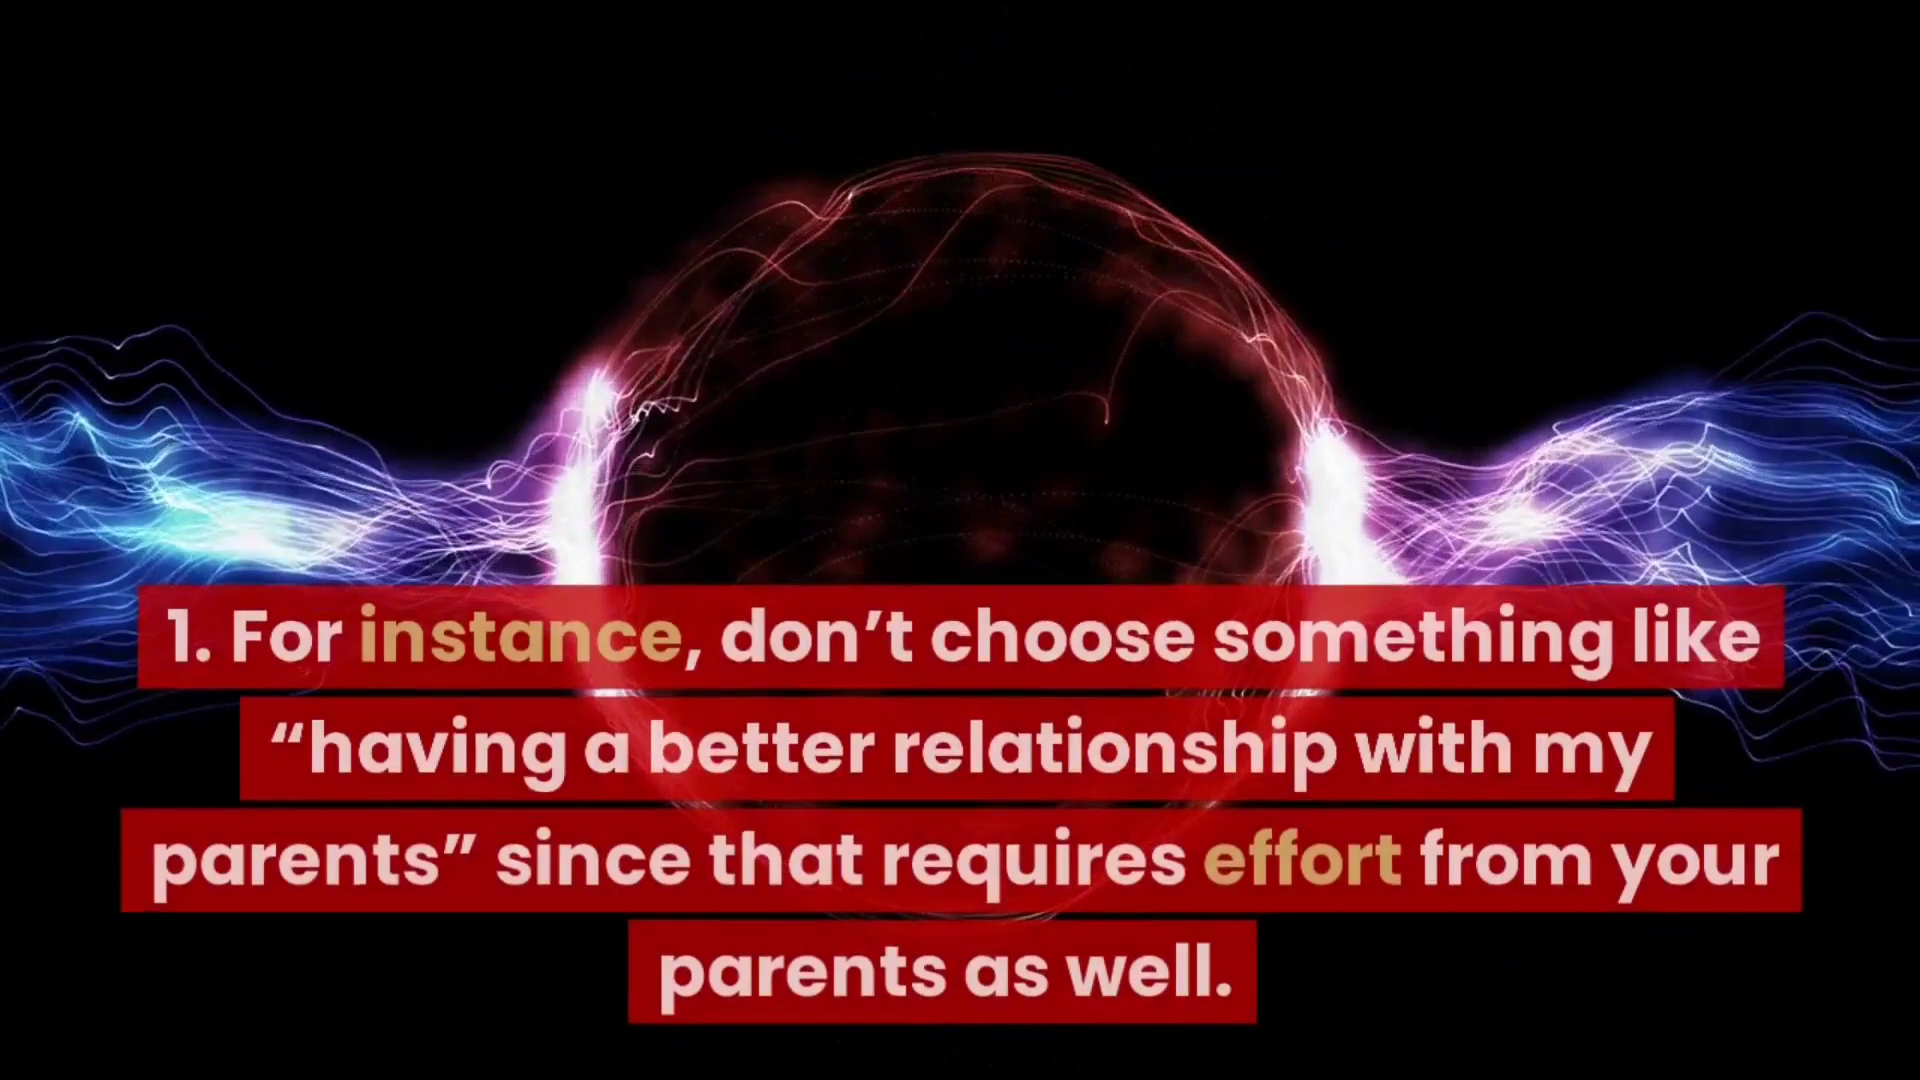 1. For instance, don’t choose something like
“having a better relationship with my
parents” since that requires effort from your
parents as well.